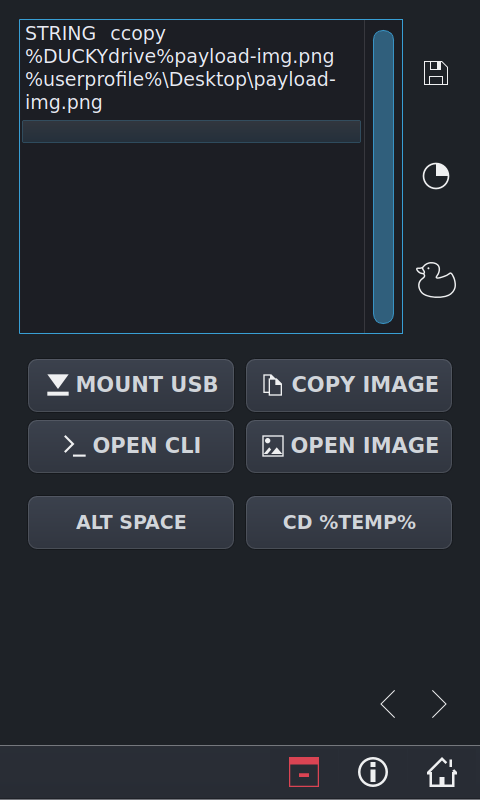 STRING  ccopy
%DUCKYdrive%payload-img.png
%userprofile%\Desktop\payload-
img.png
MOUNT USB
COPY IMAGE
OPEN CLI
OPEN IMAGE
ALT SPACE
CD %TEMP%